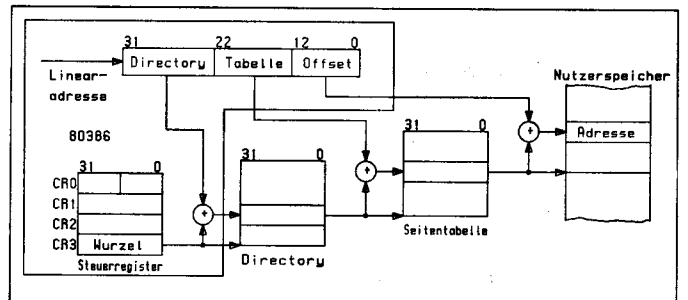 31 22 12 0
Directory Tabelle Offset
Linear-
adresse
Nutzerspeicher
80386
31 0
31 0
31 0
Adresse
CR0
CR1
CR2
CR3 Wurzel
Steuerregister
Directory
Seitentabelle